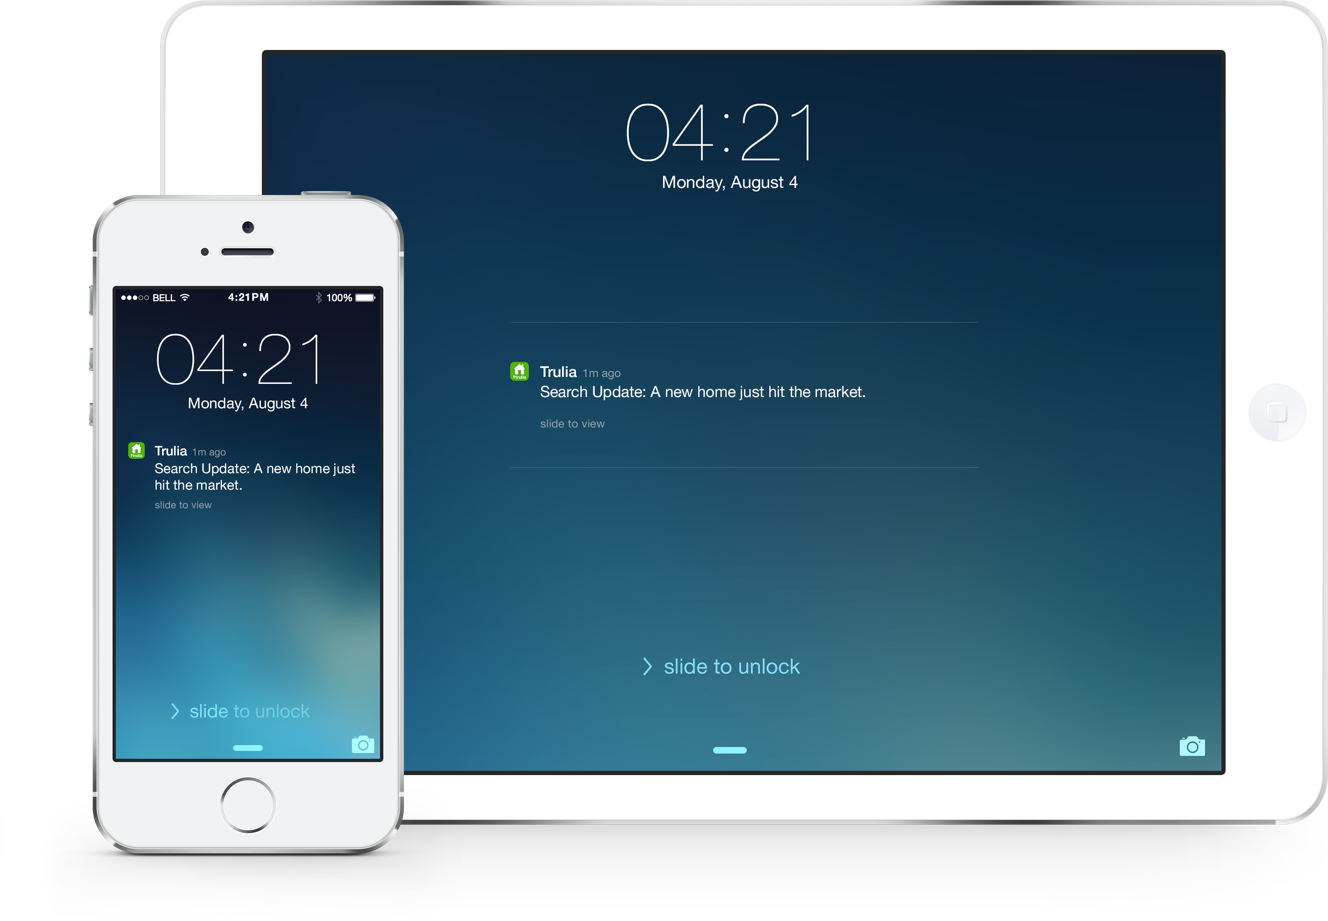 04:21
Monday, August 4
Trulia 1m ago
Search Update: A new home just hit the market.
slide to view
> slide to unlock
BELL 4:21PM 100%
04:21
Monday, August 4
Trulia 1m ago
Search Update: A new home just
hit the market.
slide to view
> slide to unlock